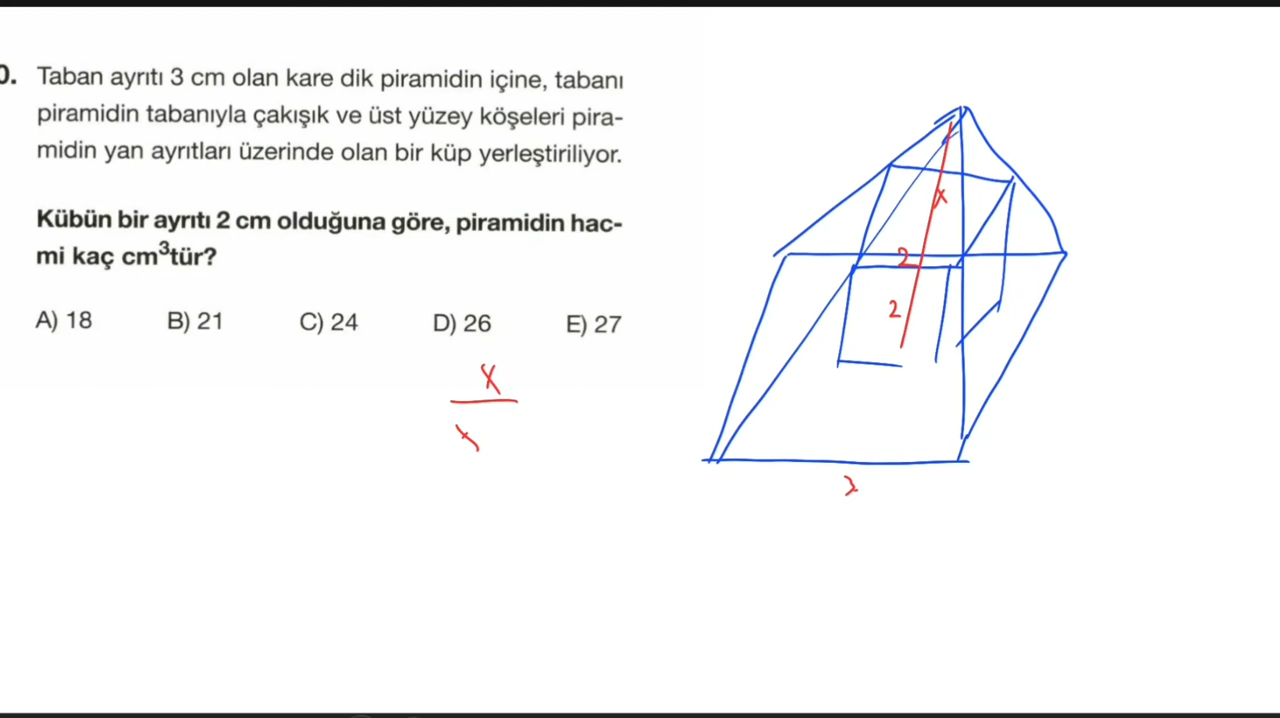 0. Taban ayrıtı 3 cm olan kare dik piramidin içine, tabanı
piramidin tabanıyla çakışık ve üst yüzey köşeleri pira-
midin yan ayrıtları üzerinde olan bir küp yerleştiriliyor.
Kübün bir ayrıtı 2 cm olduğuna göre, piramidin hac-
mi kaç cm³tür?
A) 18 B) 21 C) 24 D) 26 E) 27
x
x
2
2
x